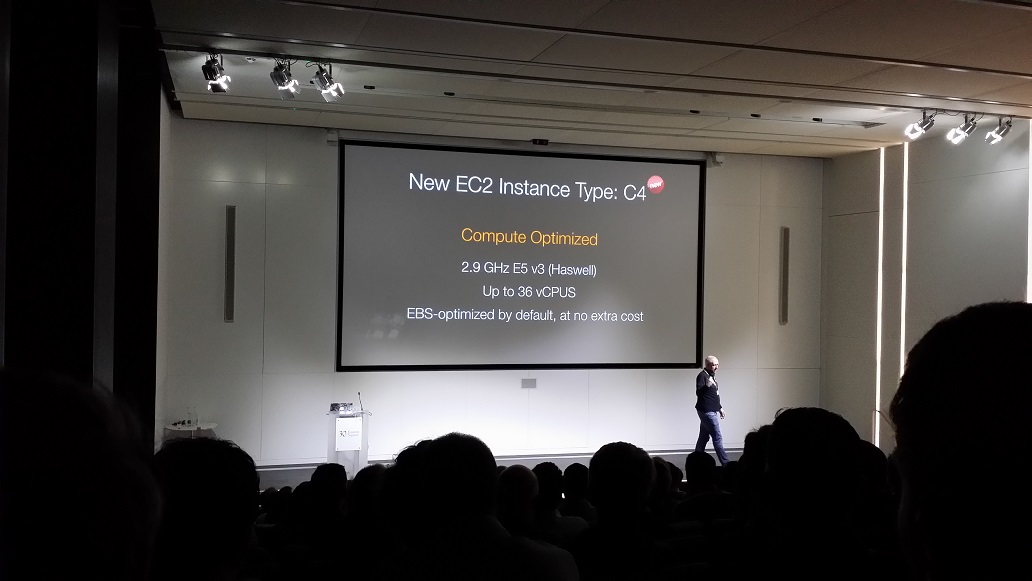 New EC2 Instance Type: C4
new
Compute Optimized
2.9 GHz E5 v3 (Haswell)
Up to 36 vCPUS
EBS-optimized by default, at no extra cost